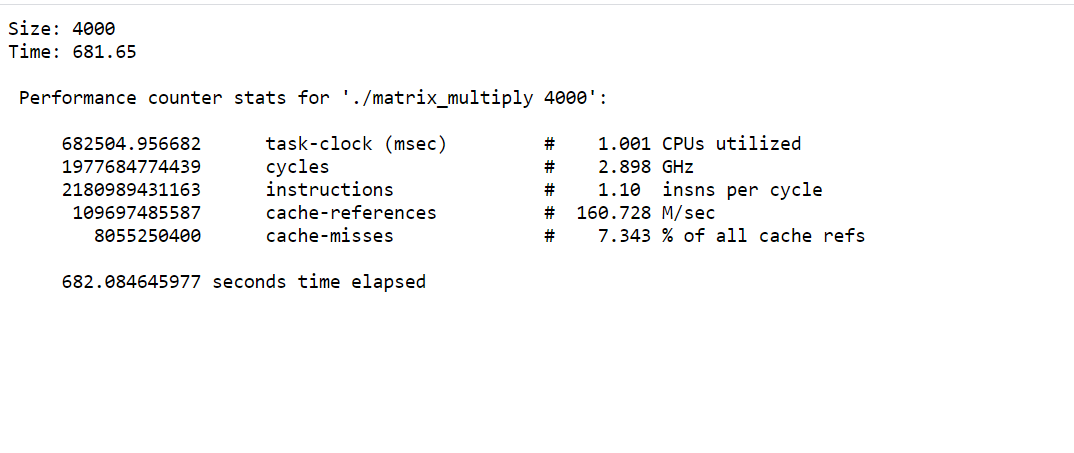 Size: 4000
Time: 681.65
Performance counter stats for './matrix_multiply 4000':
682504.956682 task-clock (msec) # 1.001 CPUs utilized
1977684774439 cycles # 2.898 GHz
2180989431163 instructions # 1.10 insns per cycle
109697485587 cache-references # 160.728 M/sec
8055250400 cache-misses # 7.343 % of all cache refs
682.084645977 seconds time elapsed